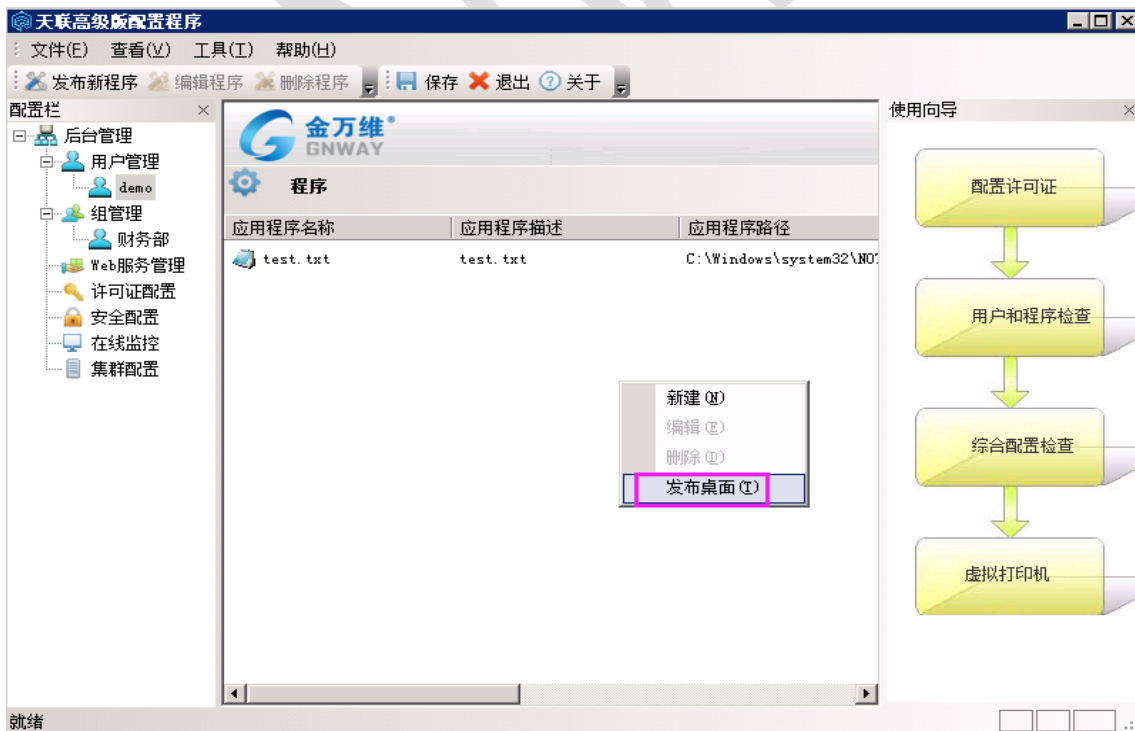 天联高级版配置程序
文件(F) 查看(V) 工具(T) 帮助(H)
发布新程序 编辑程序 删除程序 保存 退出 关于
配置栏
后台管理
用户管理
demo
组管理
财务部
Web服务管理
许可证配置
安全配置
在线监控
集群配置
金万维®
GNWAY
程序
应用程序名称 应用程序描述 应用程序路径
test.txt test.txt C:\Windows\system32\NOT
新建(N)
编辑(E)
删除(D)
发布桌面(T)
使用向导
配置许可证
用户和程序检查
综合配置检查
虚拟打印机
就绪